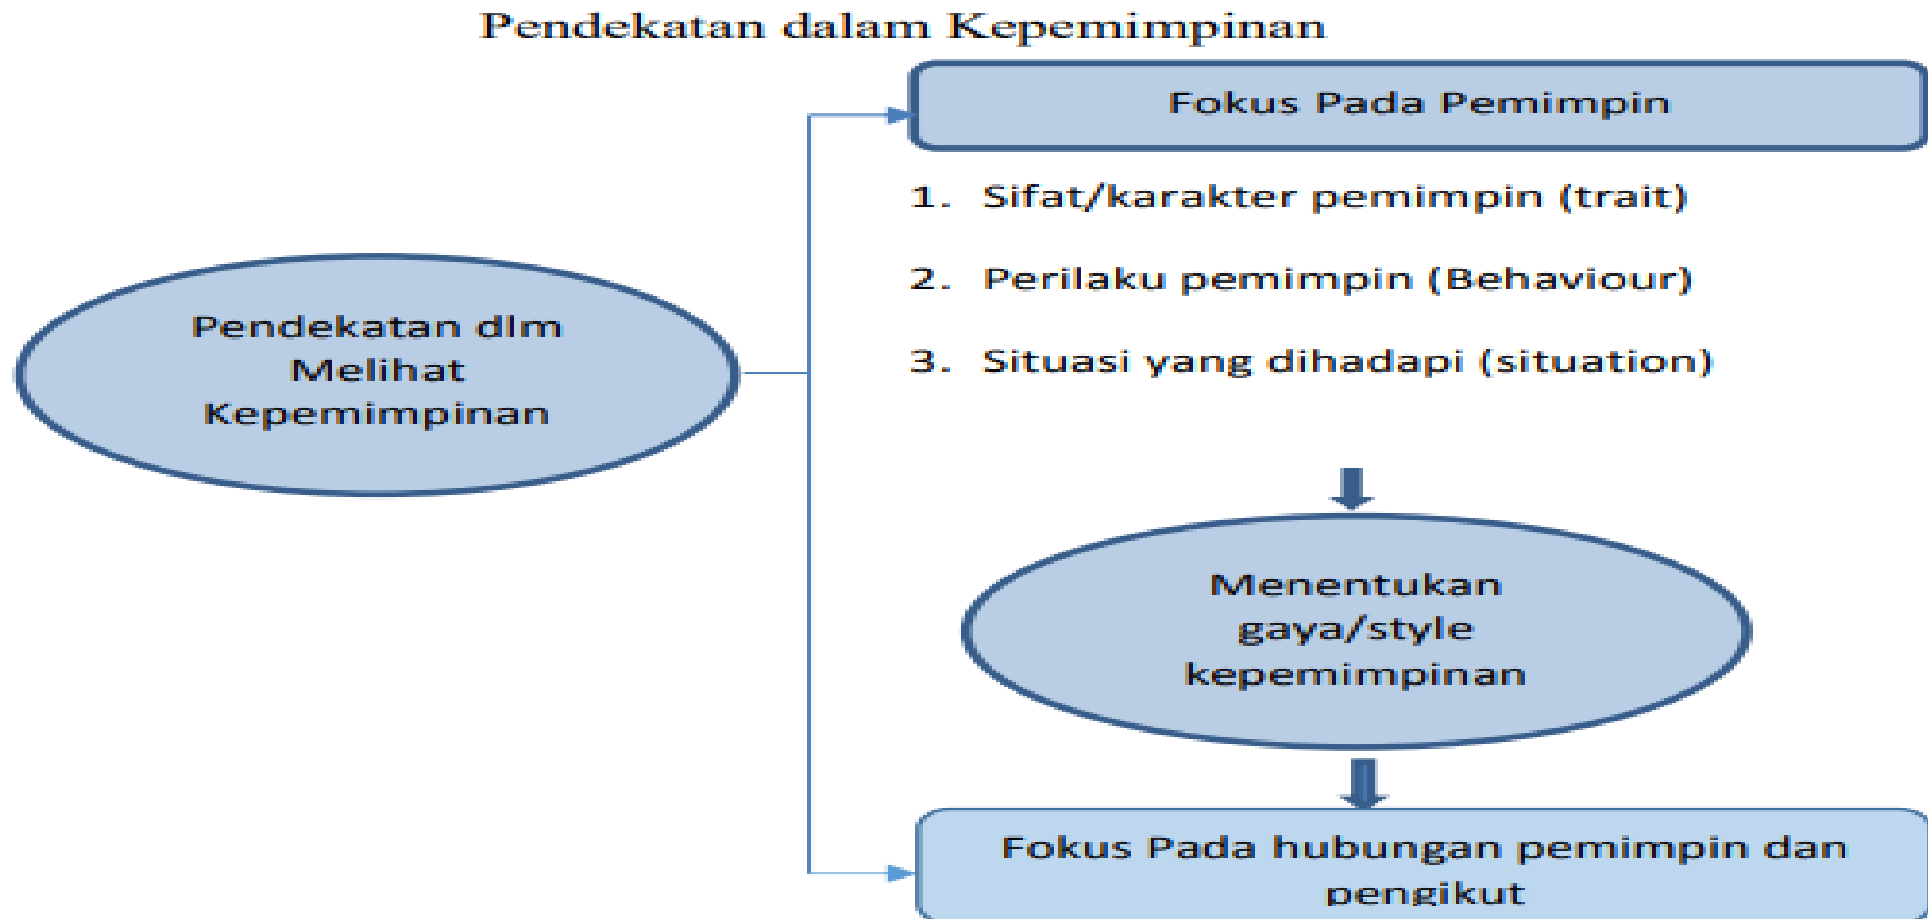 Pendekatan dalam Kepemimpinan
Fokus Pada Pemimpin
1. Sifat/karakter pemimpin (trait)
2. Perilaku pemimpin (Behaviour)
3. Situasi yang dihadapi (situation)
Pendekatan dlm
Melihat
Kepemimpinan
Menentukan
gaya/style
kepemimpinan
Fokus Pada hubungan pemimpin dan
pengikut